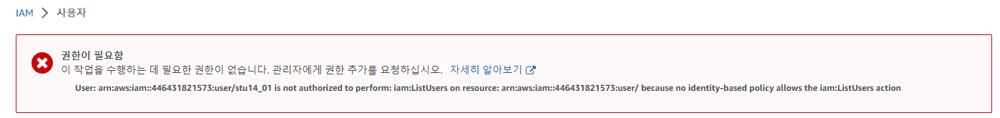 IAM > 사용자
권한이 필요함
이 작업을 수행하는 데 필요한 권한이 없습니다. 관리자에게 권한 추가를 요청하십시오. 자세히 알아보기
User: arn:aws:iam::446431821573:user/stu14_01 is not authorized to perform: iam:ListUsers on resource: arn:aws:iam::446431821573:user/ because no identity-based policy allows the iam:ListUsers action